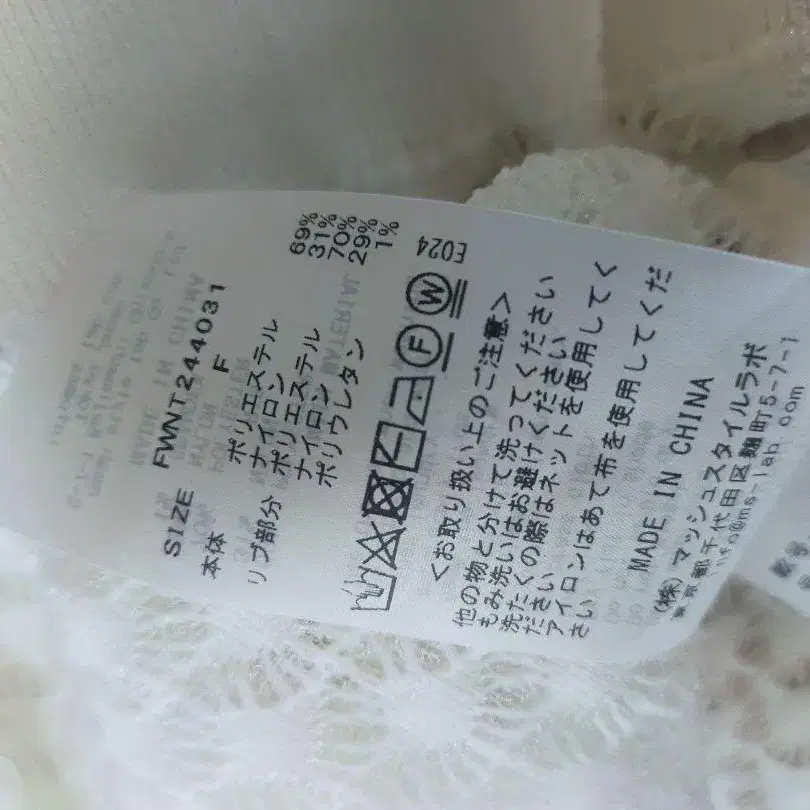 FWNT244031
SIZE F
本体 ポリエステル 69%
ナイロン 31%
リブ部分 ポリエステル 70%
ナイロン 29%
ポリウレタン 1%
F W E024
<お取り扱い上のご注意>
他の物と分けて洗ってください
もみ洗いはお避けください
洗たくの際はネットを使用してく
ださい
アイロンはあて布を使用してくだ
さい
MADE IN CHINA
(株)マッシュスタイルラボ
東京都千代田区麹町5-7-1
info@ms-lab.com